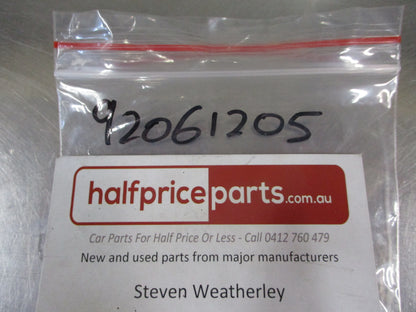 92061205
halfpriceparts.com.au
Car Parts For Half Price Or Less - Call 0412 760 479
New and used parts from major manufacturers
Steven Weatherley